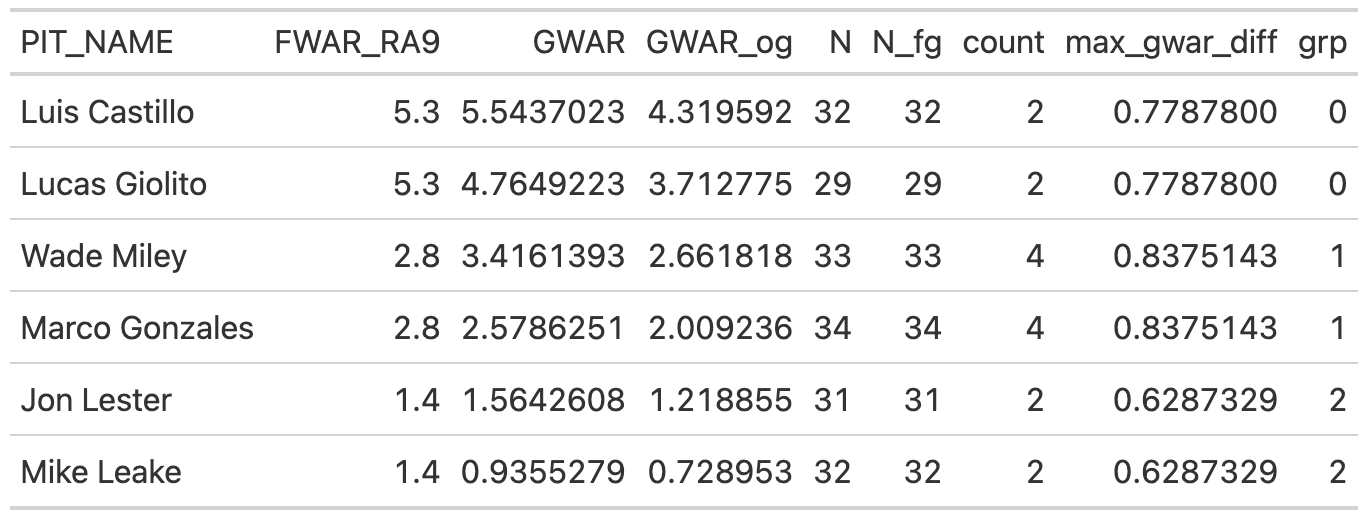 PIT_NAME FWAR_RA9 GWAR GWAR_og N N_fg count max_gwar_diff grp
Luis Castillo 5.3 5.5437023 4.319592 32 32 2 0.7787800 0
Lucas Giolito 5.3 4.7649223 3.712775 29 29 2 0.7787800 0
Wade Miley 2.8 3.4161393 2.661818 33 33 4 0.8375143 1
Marco Gonzales 2.8 2.5786251 2.009236 34 34 4 0.8375143 1
Jon Lester 1.4 1.5642608 1.218855 31 31 2 0.6287329 2
Mike Leake 1.4 0.9355279 0.728953 32 32 2 0.6287329 2